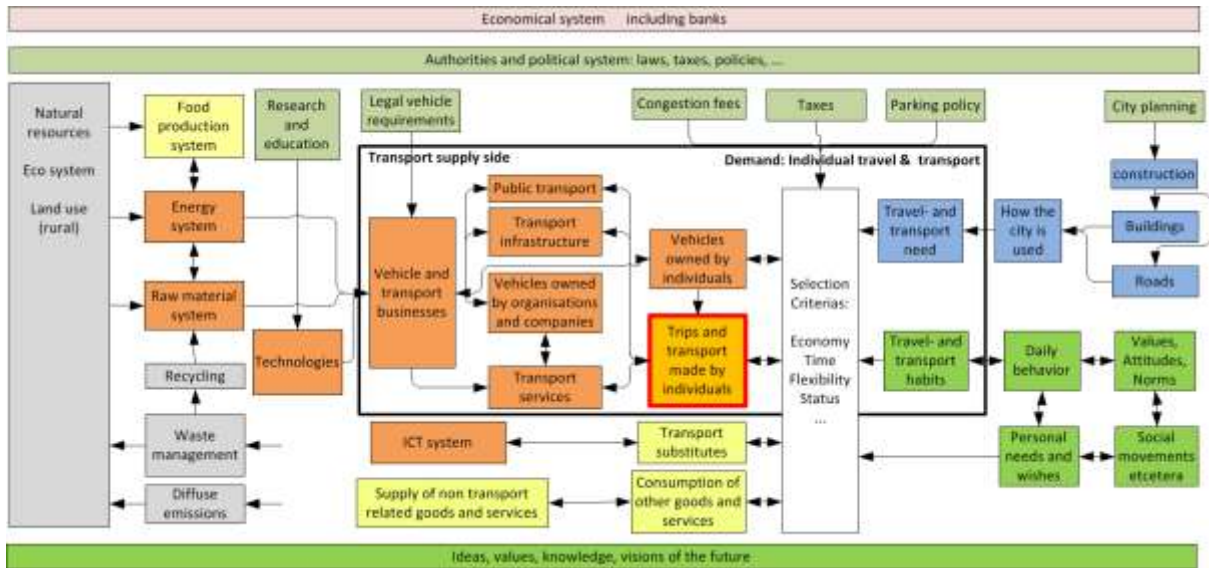 Economical system including banks
Authorities and political system: laws, taxes, policies, ...
Natural
resources
Eco system
Land use
(rural)
Food
production
system
Energy
system
Raw material
system
Recycling
Waste
management
Diffuse
emissions
Research
and
education
Technologies
Legal vehicle
requirements
Congestion fees
Taxes
Parking policy
City planning
Transport supply side
Demand: Individual travel & transport
Vehicle and
transport
businesses
Public transport
Transport
infrastructure
Vehicles owned
by organisations
and companies
Transport
services
Vehicles
owned by
individuals
Trips and
transport
made by
individuals
Selection
Criterias:
Economy
Time
Flexibility
Status
...
Travel- and
transport
need
How the
city is
used
construction
Buildings
Roads
Travel- and
transport
habits
Daily
behavior
Values,
Attitudes,
Norms
Personal
needs and
wishes
Social
movements
etcetera
ICT system
Transport
substitutes
Supply of non transport
related goods and services
Consumption of
other goods and
services
Ideas, values, knowledge, visions of the future